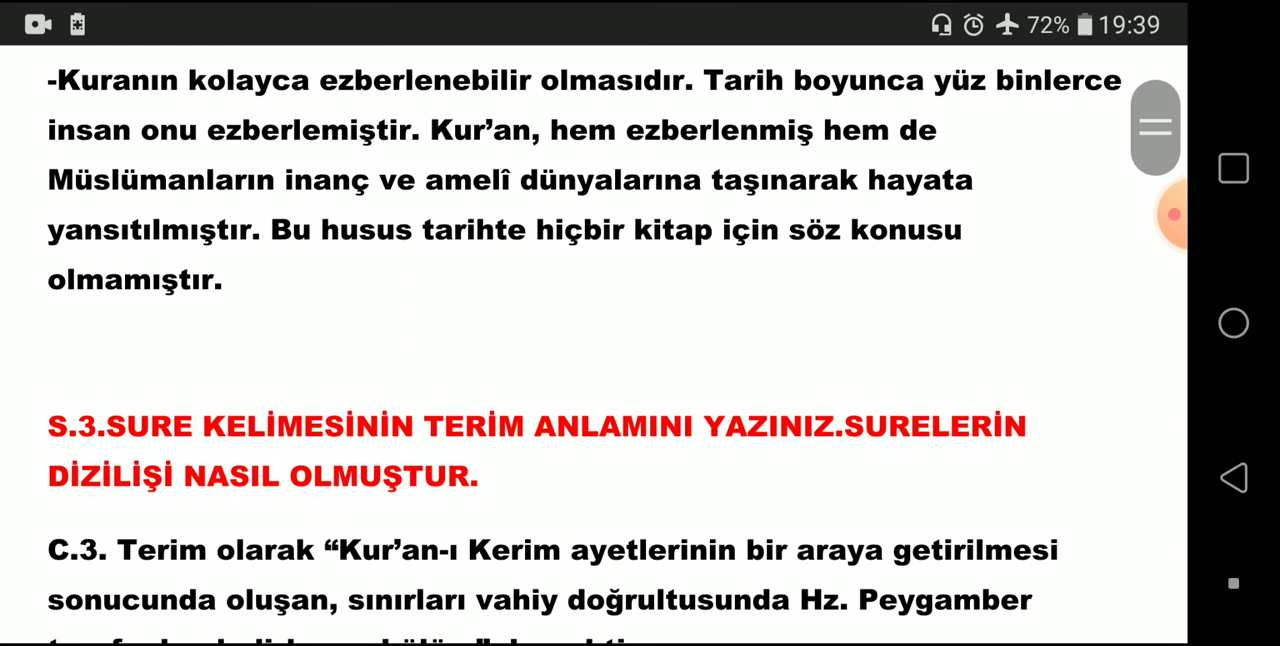 72% 19:39
-Kuranın kolayca ezberlenebilir olmasıdır. Tarih boyunca yüz binlerce
insan onu ezberlemiştir. Kur’an, hem ezberlenmiş hem de
Müslümanların inanç ve amelî dünyalarına taşınarak hayata
yansıtılmıştır. Bu husus tarihte hiçbir kitap için söz konusu
olmamıştır.
S.3.SURE KELİMESİNİN TERİM ANLAMINI YAZINIZ.SURELERİN
DİZİLİŞİ NASIL OLMUŞTUR.
C.3. Terim olarak “Kur’an-ı Kerim ayetlerinin bir araya getirilmesi
sonucunda oluşan, sınırları vahiy doğrultusunda Hz. Peygamber